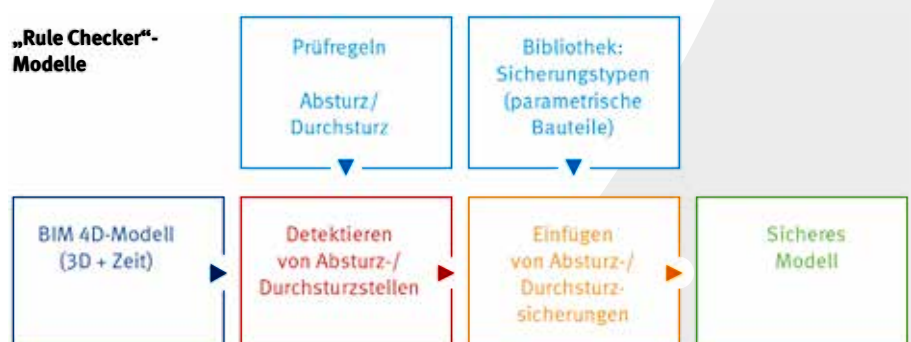 „Rule Checker“-
Modelle
Prüfregeln
Absturz/
Durchsturz
Bibliothek:
Sicherungstypen
(parametrische
Bauteile)
BIM 4D-Modell
(3D + Zeit)
Detektieren
von Absturz-/
Durchsturzstellen
Einfügen
von Absturz-/
Durchsturz-
sicherungen
Sicheres
Modell